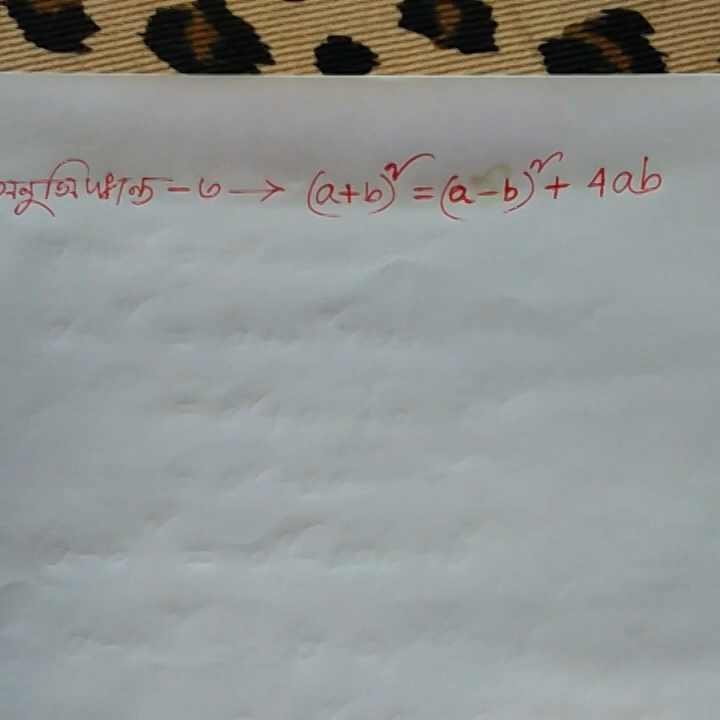 অনুসিদ্ধান্ত - ৩ → (a+b)² = (a-b)² + 4ab